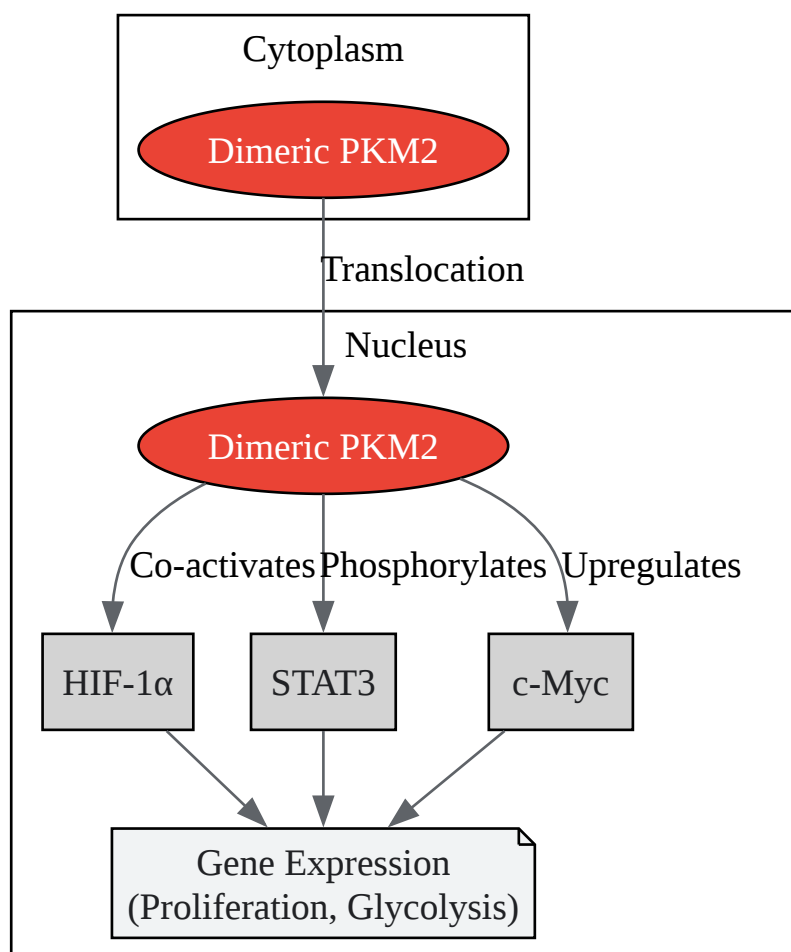 Cytoplasm
Dimeric PKM2
Translocation
Nucleus
Dimeric PKM2
Co-activates
Phosphorylates
Upregulates
HIF-1α
STAT3
c-Myc
Gene Expression
(Proliferation, Glycolysis)